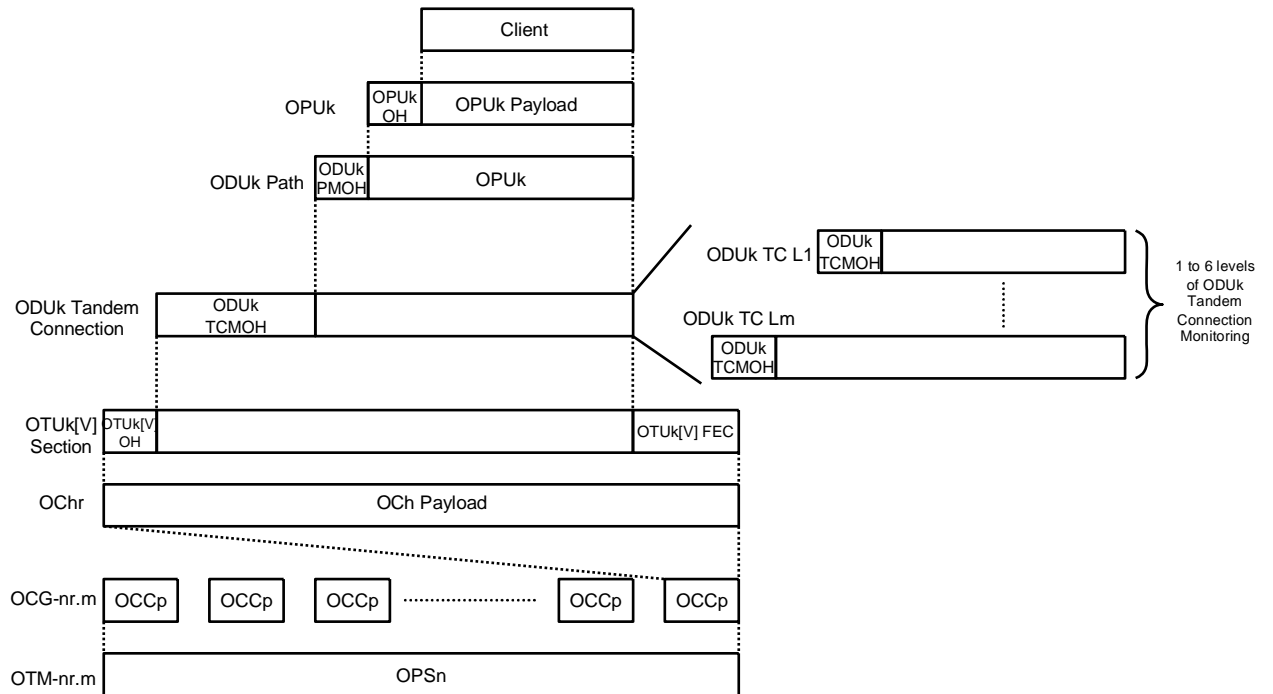 Client
OPUk
OPUk
OH
OPUk Payload
ODUk Path
ODUk
PMOH
OPUk
ODUk TC L1
ODUk
TCMOH
1 to 6 levels
of ODUk
Tandem
Connection
Monitoring
ODUk Tandem
Connection
ODUk
TCMOH
ODUk TC Lm
ODUk
TCMOH
OTUk[V]
Section
OTUk[V]
OH
OTUk[V] FEC
OChr
OCh Payload
OCG-nr.m
OCCp
OCCp
OCCp
OCCp
OCCp
OTM-nr.m
OPSn